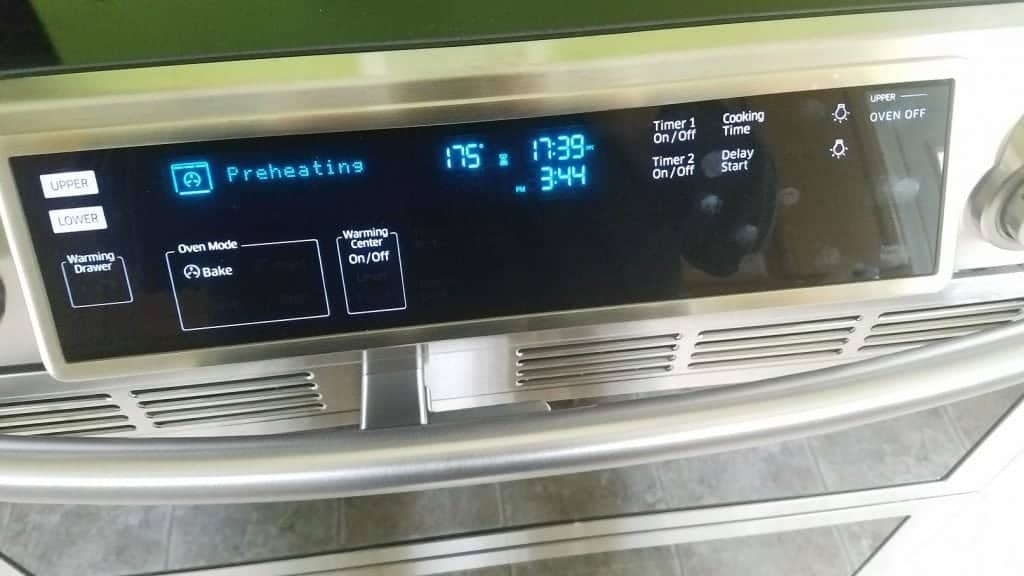 UPPER
LOWER
Warming
Drawer
Preheating
Oven Mode
Bake
Warming
Center
On/Off
175°
17:39
PM 3:44
Timer 1
On/Off
Timer 2
On/Off
Cooking
Time
Delay
Start
UPPER
OVEN OFF